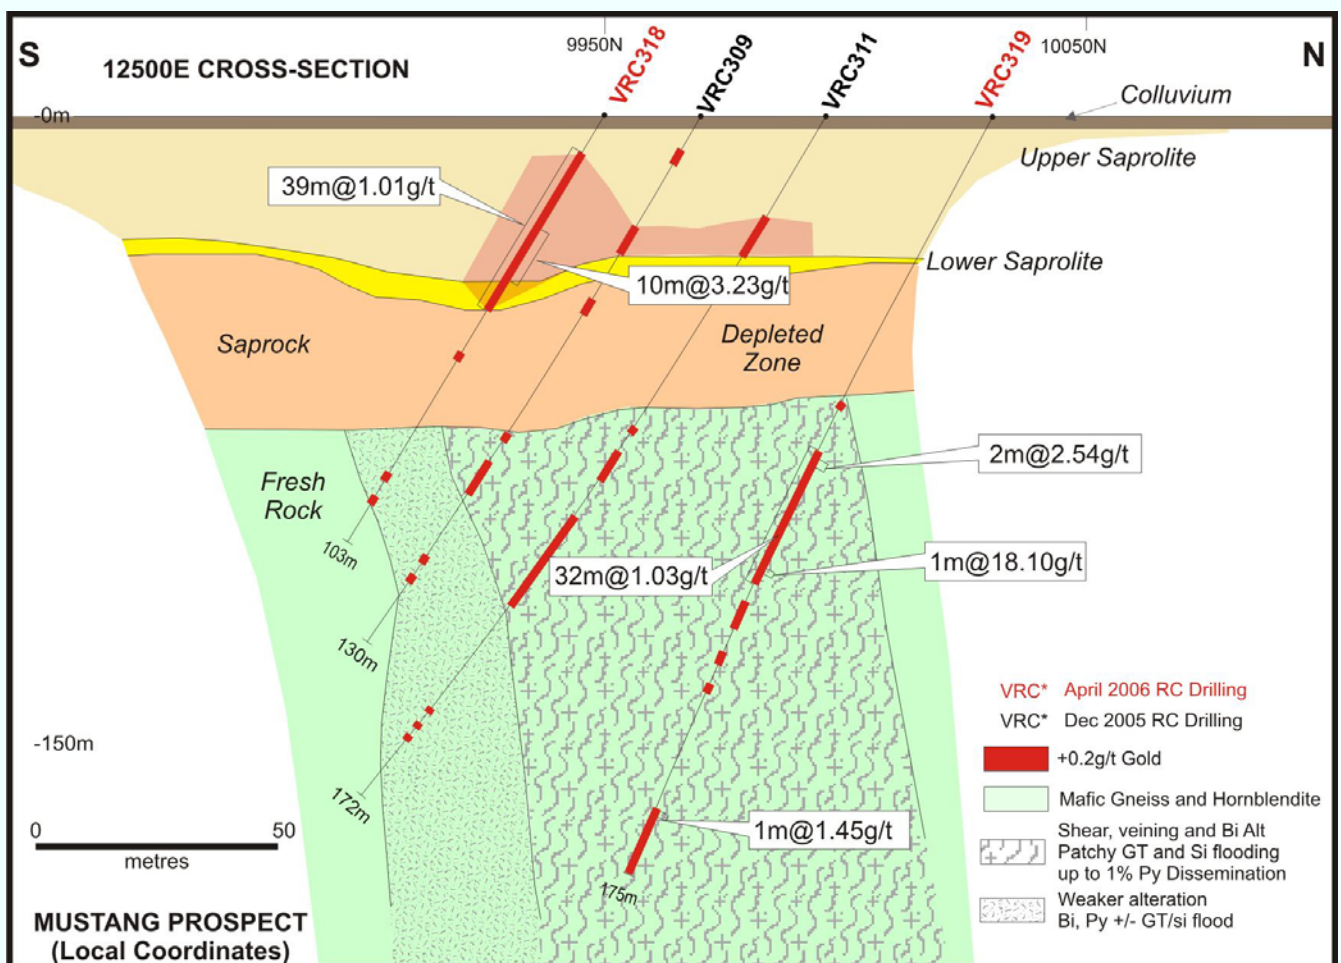 S
12500E CROSS-SECTION
9950N
10050N
N
VRC318
VRC309
VRC311
VRC319
-0m
Colluvium
Upper Saprolite
39m@1.01g/t
10m@3.23g/t
Lower Saprolite
Saprock
Depleted
Zone
2m@2.54g/t
Fresh
Rock
103m
32m@1.03g/t
1m@18.10g/t
130m
VRC* April 2006 RC Drilling
VRC* Dec 2005 RC Drilling
-150m
+0.2g/t Gold
172m
Mafic Gneiss and Hornblendite
0 50
metres
1m@1.45g/t
Shear, veining and Bi Alt
Patchy GT and Si flooding
up to 1% Py Dissemination
175m
Weaker alteration
Bi, Py +/- GT/si flood
MUSTANG PROSPECT
(Local Coordinates)